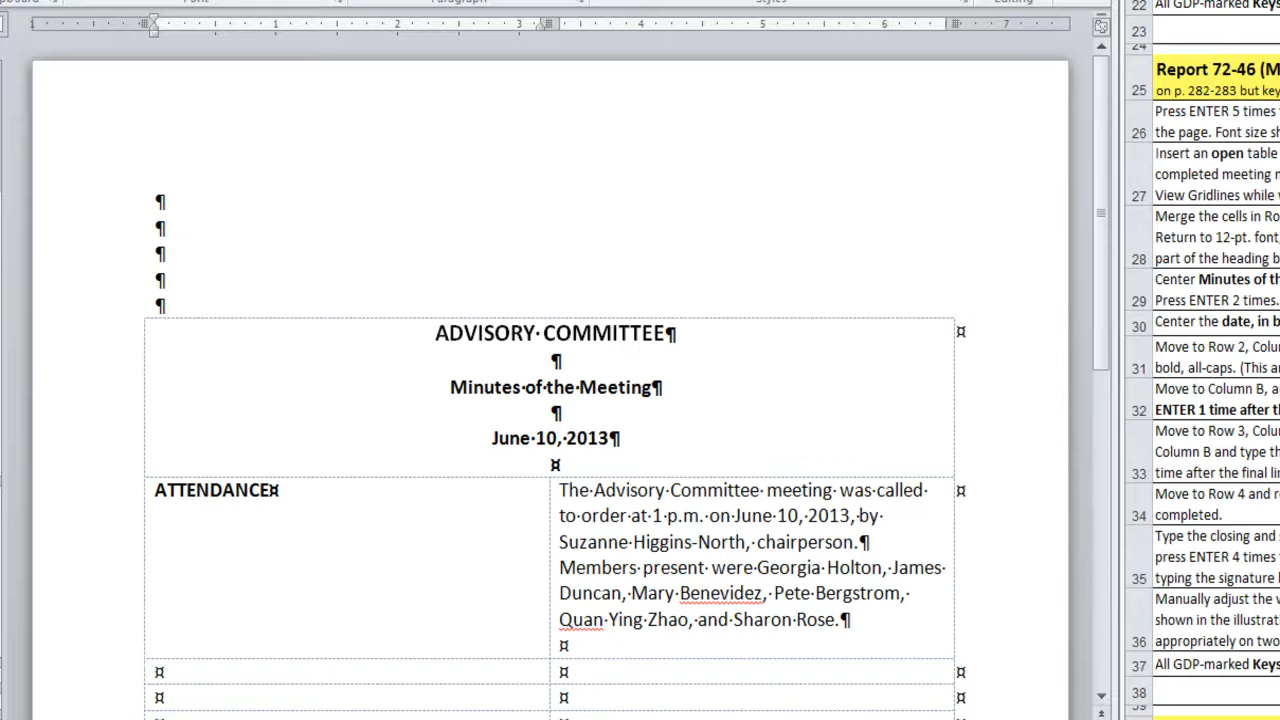 22 All GDP-marked Keys
23
24
25 Report 72-46 (M
on p. 282-283 but key
26 Press ENTER 5 times
the page. Font size sh
27 Insert an open table
completed meeting m
View Gridlines while v
28 Merge the cells in Ro
Return to 12-pt. font,
part of the heading b
29 Center Minutes of th
Press ENTER 2 times.
30 Center the date, in b
31 Move to Row 2, Colu
bold, all-caps. (This a
32 Move to Column B, a
ENTER 1 time after th
33 Move to Row 3, Colu
Column B and type th
time after the final li
34 Move to Row 4 and r
completed.
35 Type the closing and
press ENTER 4 times
typing the signature l
36 Manually adjust the w
shown in the illustrat
appropriately on two
37 All GDP-marked Keys
38
39
1 2 3 4 5 6 7
¶
¶
¶
¶
¶
ADVISORY·COMMITTEE¶
¶
Minutes·of·the·Meeting¶
¶
June·10,·2013¶
¤
ATTENDANCE¤
The·Advisory·Committee·meeting·was·called·
to·order·at·1·p.m.·on·June·10,·2013,·by·
Suzanne·Higgins-North,·chairperson.¶
Members·present·were·Georgia·Holton,·James·
Duncan,·Mary·Benevidez,·Pete·Bergstrom,·
Quan·Ying·Zhao,·and·Sharon·Rose.¶
¤
¤ ¤ ¤
¤ ¤ ¤